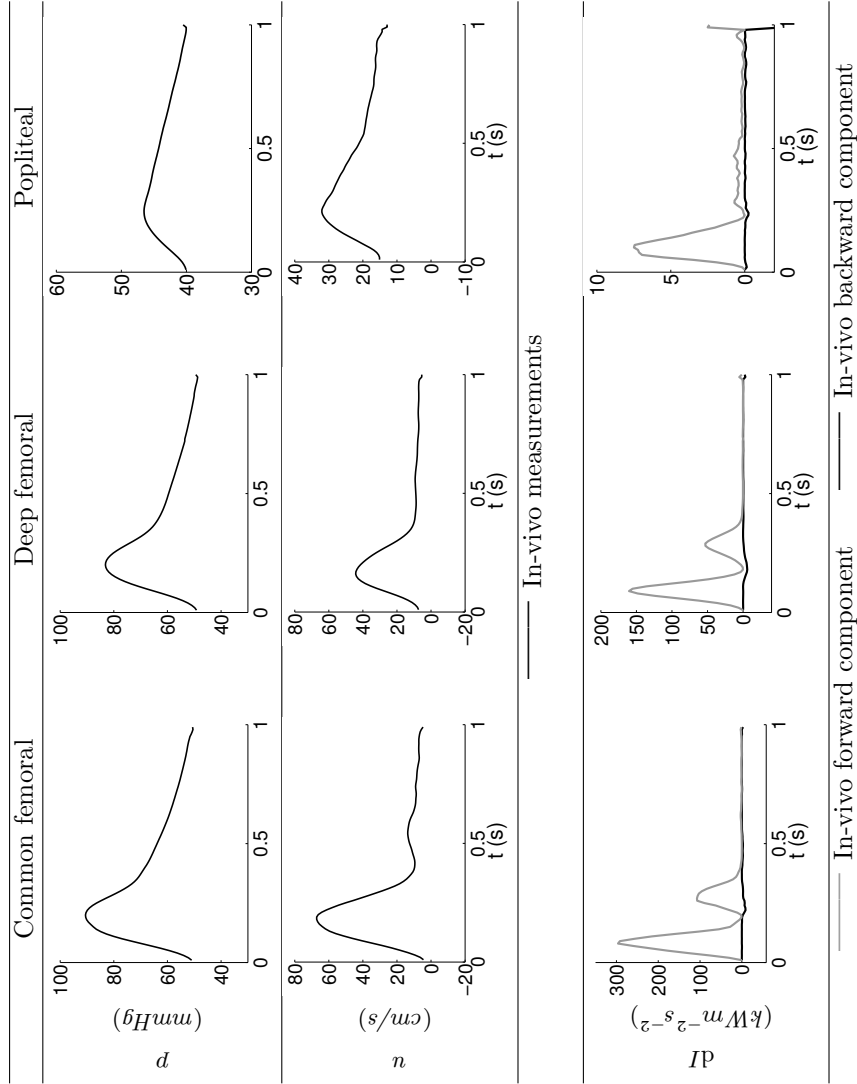 Common femoral Deep femoral Popliteal
p
(mmHg)
100
80
60
40
0 0.5 1
100
80
60
40
0 0.5 1
60
50
40
30
0 0.5 1
u
(cm/s)
80
60
40
20
0
−20
0 0.5 1
t (s)
80
60
40
20
0
−20
0 0.5 1
t (s)
40
30
20
10
0
−10
0 0.5 1
t (s)
In-vivo measurements
dI
(kWm⁻²s⁻²)
300
200
100
0
0 0.5 1
t (s)
200
150
100
50
0
0 0.5 1
t (s)
10
5
0
0 0.5 1
t (s)
In-vivo forward component In-vivo backward component